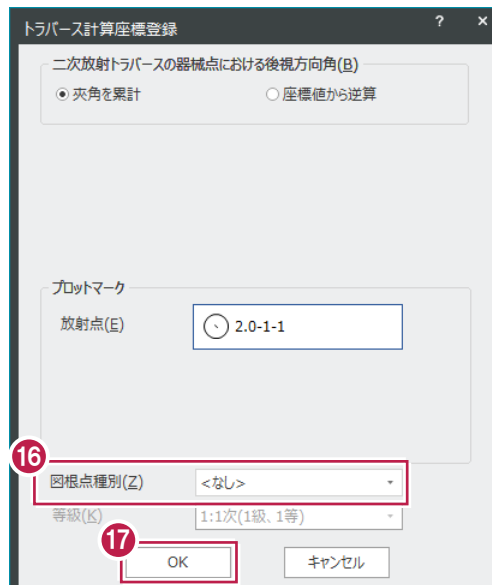 トラバース計算座標登録 ? ×
二次放射トラバースの器械点における後視方向角(B)
夾角を累計 座標値から逆算
プロットマーク
放射点(E) 2.0-1-1
16
図根点種別(Z) <なし>
等級(K) 1:1次(1級、1等)
17
OK キャンセル